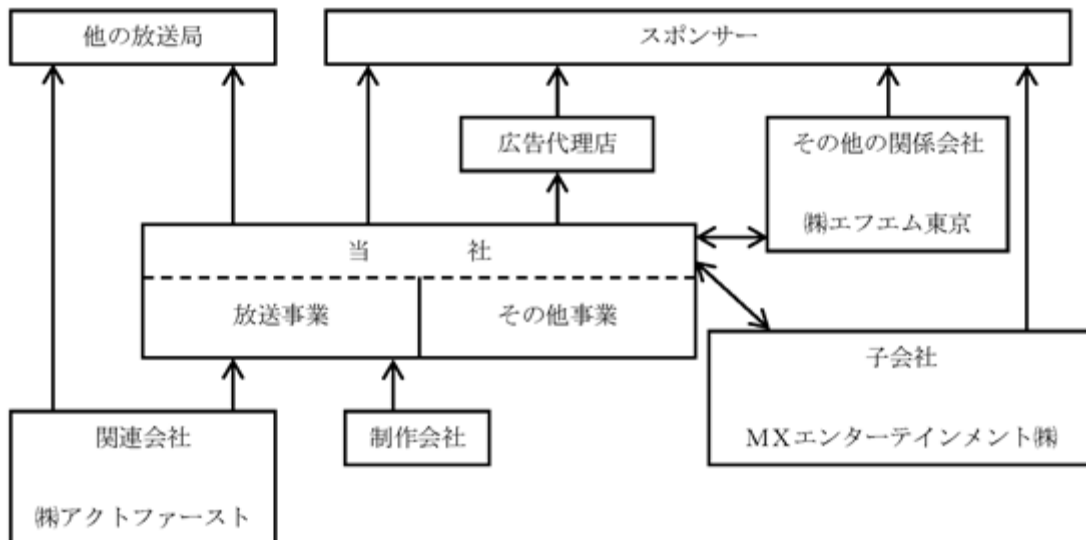 他の放送局
スポンサー
広告代理店
その他の関係会社
㈱エフエム東京
当 社
放送事業
その他事業
子会社
MXエンターテインメント㈱
関連会社
㈱アクトファースト
制作会社